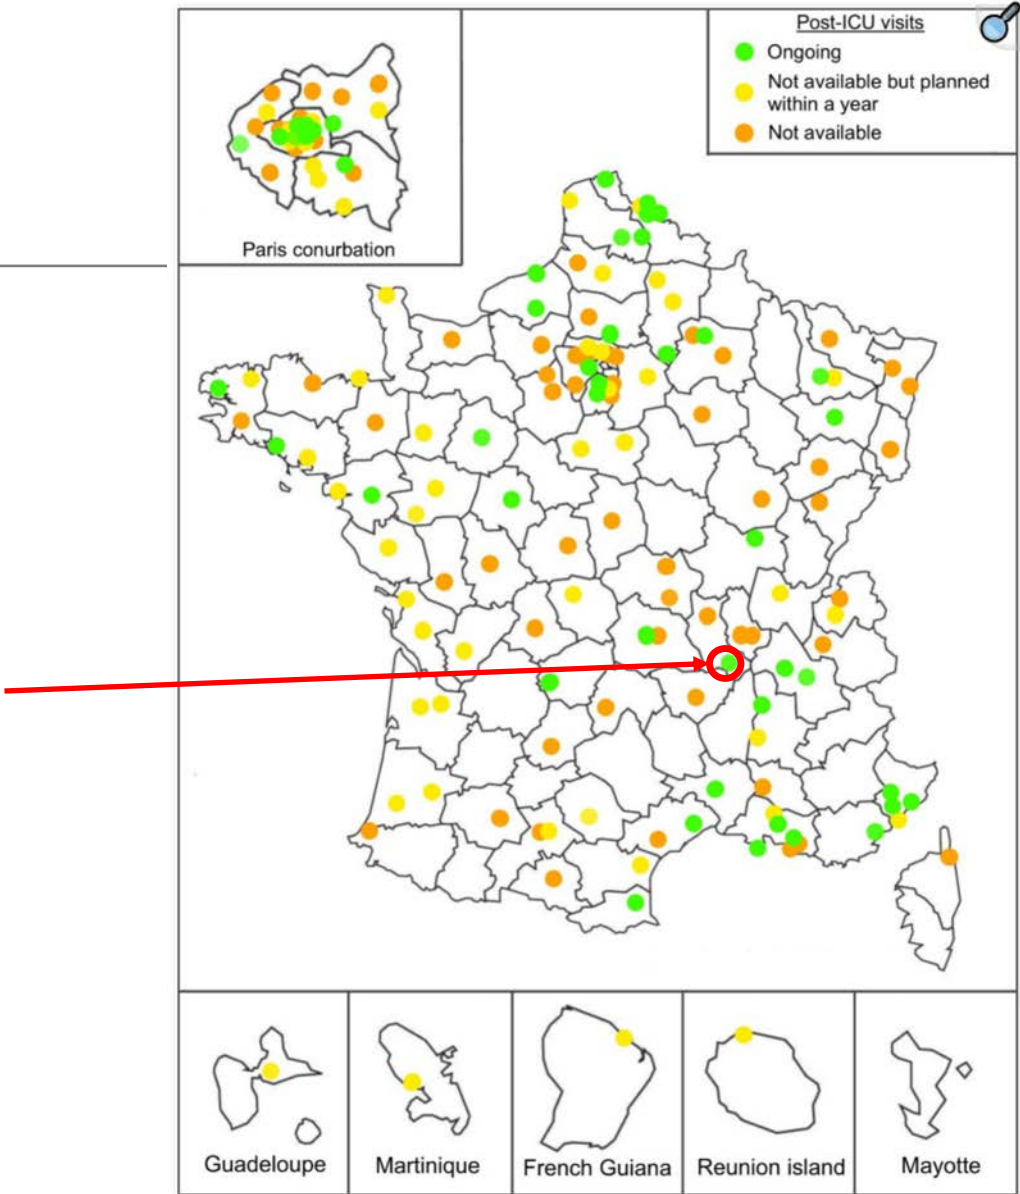 Post-ICU visits
Ongoing
Not available but planned
within a year
Not available
Paris conurbation
Guadeloupe
Martinique
French Guiana
Reunion island
Mayotte